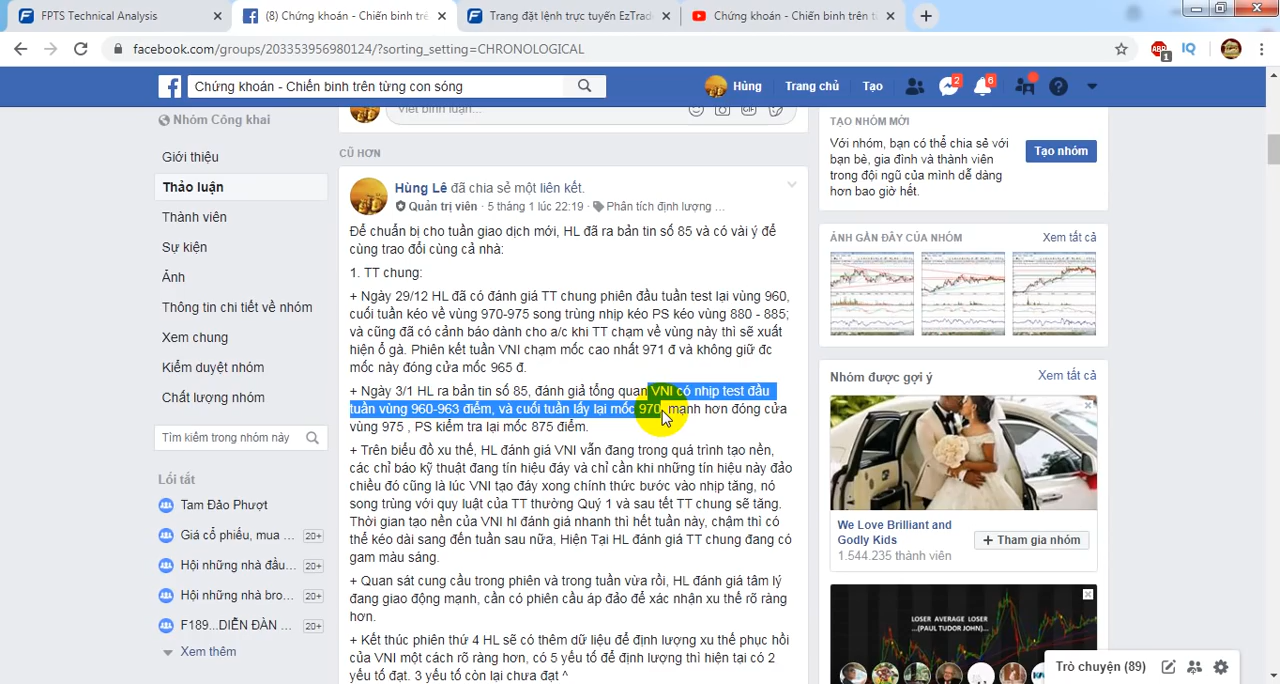 FPTS Technical Analysis
(8) Chứng khoán - Chiến binh trê
Trang đặt lệnh trực tuyến EzTrad
Chứng khoán - Chiến binh trên t
facebook.com/groups/203353956980124/?sorting_setting=CHRONOLOGICAL
ABP
1
IQ
Chứng khoán - Chiến binh trên từng con sóng
Hùng
Trang chủ
Tạo
2
6
Nhóm Công khai
Giới thiệu
Thảo luận
Thành viên
Sự kiện
Ảnh
Thông tin chi tiết về nhóm
Xem chung
Kiểm duyệt nhóm
Chất lượng nhóm
Tìm kiếm trong nhóm này
Lối tắt
Tam Đảo Phượt
Giá cổ phiếu, mua ... 20+
Hội những nhà đầu... 20+
Hội những nhà bro... 20+
F189...DIỄN ĐÀN ... 20+
Xem thêm
Viết bình luận...
GIF
CŨ HƠN
Hùng Lê đã chia sẻ một liên kết.
Quản trị viên · 5 tháng 1 lúc 22:19 · Phân tích định lượng ...
Để chuẩn bị cho tuần giao dịch mới, HL đã ra bản tin số 85 và có vài ý để
cùng trao đổi cùng cả nhà:
1. TT chung:
+ Ngày 29/12 HL đã có đánh giá TT chung phiên đầu tuần test lại vùng 960,
cuối tuần kéo về vùng 970-975 song trùng nhịp kéo PS kéo vùng 880 - 885;
và cũng đã có cảnh báo dành cho a/c khi TT chạm về vùng này thì sẽ xuất
hiện ổ gà. Phiên kết tuần VNI chạm mốc cao nhất 971 đ và không giữ đc
mốc này đóng cửa mốc 965 đ.
+ Ngày 3/1 HL ra bản tin số 85, đánh giá tổng quan VNI có nhịp test đầu
tuần vùng 960-963 điểm, và cuối tuần lấy lại mốc 970, mạnh hơn đóng cửa
vùng 975 , PS kiểm tra lại mốc 875 điểm.
+ Trên biểu đồ xu thế, HL đánh giá VNI vẫn đang trong quá trình tạo nền,
các chỉ báo kỹ thuật đang tín hiệu đáy và chỉ cần khi những tín hiệu này đảo
chiều đó cũng là lúc VNI tạo đáy xong chính thức bước vào nhịp tăng, nó
song trùng với quy luật của TT thường Quý 1 và sau tết TT chung sẽ tăng.
Thời gian tạo nền của VNI hl đánh giá nhanh thì hết tuần này, chậm thì có
thể kéo dài sang đến tuần sau nữa, Hiện Tại HL đánh giá TT chung đang có
gam màu sáng.
+ Quan sát cung cầu trong phiên và trong tuần vừa rồi, HL đánh giá tâm lý
đang giao động mạnh, cần có phiên cầu áp đảo để xác nhận xu thế rõ ràng
hơn.
+ Kết thúc phiên thứ 4 HL sẽ có thêm dữ liệu để định lượng xu thế phục hồi
của VNI một cách rõ ràng hơn, có 5 yếu tố để định lượng thì hiện tại có 2
yếu tố đạt. 3 yếu tố còn lại chưa đạt ^
TẠO NHÓM MỚI
Với nhóm, bạn có thể chia sẻ với
bạn bè, gia đình và thành viên
trong đội ngũ của mình dễ dàng
hơn bao giờ hết.
Tạo nhóm
ẢNH GẦN ĐÂY CỦA NHÓM
Xem tất cả
Nhóm được gợi ý
Xem tất cả
We Love Brilliant and
Godly Kids
1.544.235 thành viên
Tham gia nhóm
LOSER AVERAGE LOSER
...(PAUL TUDOR JOHN)...
Trò chuyện (89)